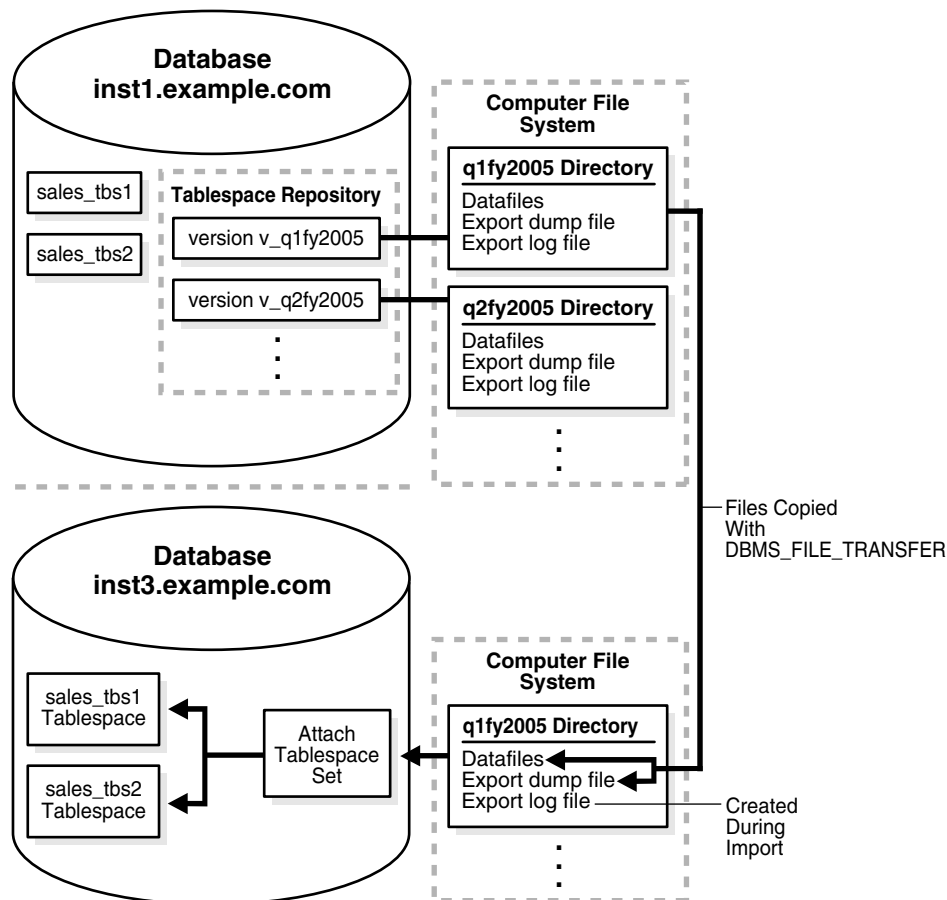 Database
inst1.example.com
sales_tbs1
sales_tbs2
Tablespace Repository
version v_q1fy2005
version v_q2fy2005
Computer File
System
q1fy2005 Directory
Datafiles
Export dump file
Export log file
q2fy2005 Directory
Datafiles
Export dump file
Export log file
Files Copied
With
DBMS_FILE_TRANSFER
Database
inst3.example.com
sales_tbs1
Tablespace
sales_tbs2
Tablespace
Attach
Tablespace
Set
Computer File
System
q1fy2005 Directory
Datafiles
Export dump file
Export log file
Created
During
Import